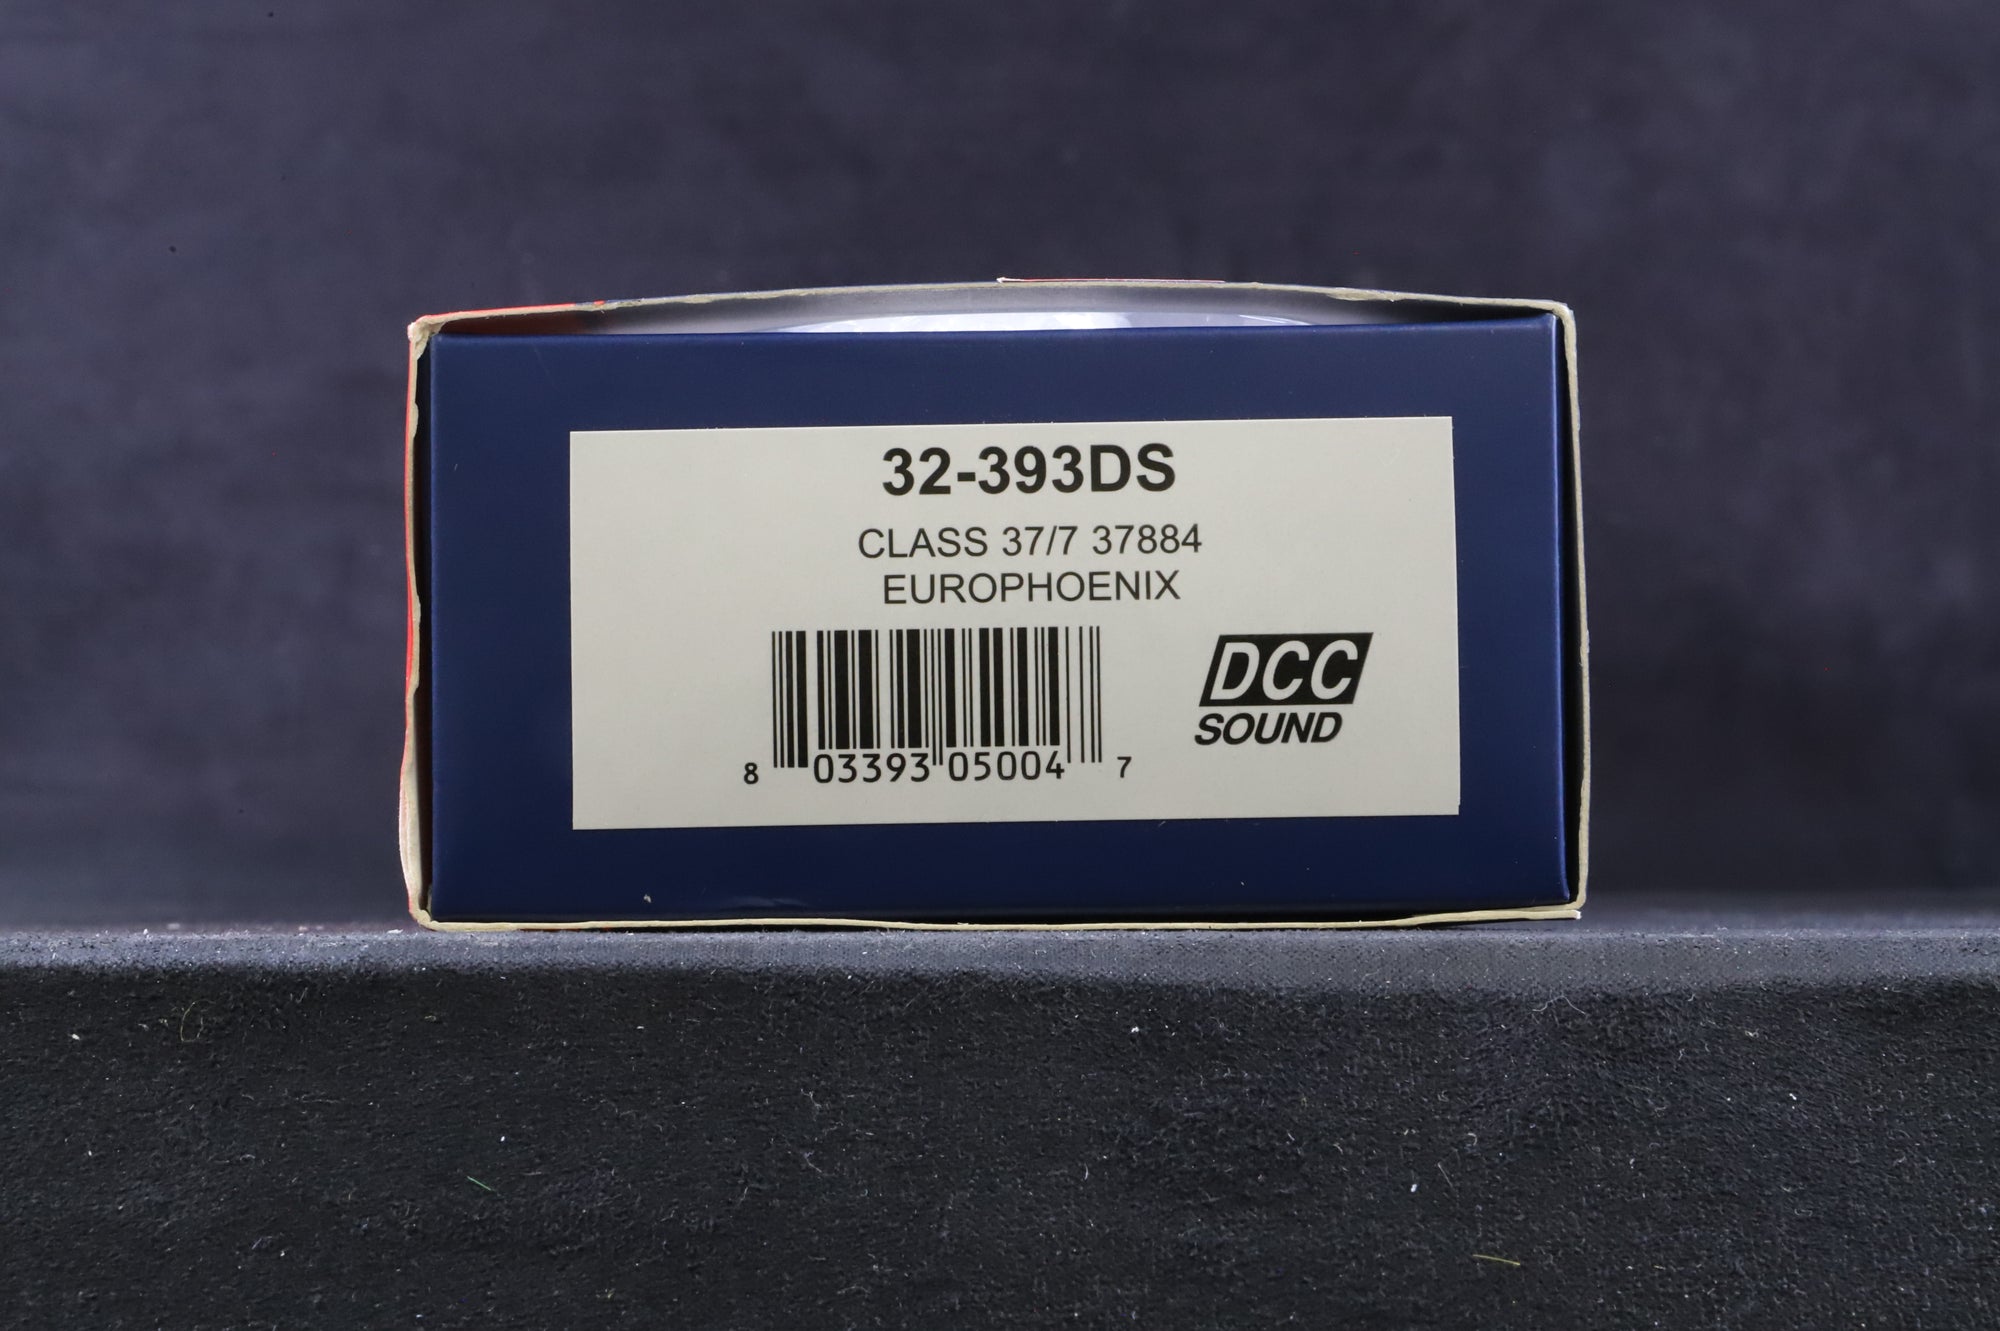 32-393DS
CLASS 37/7 37884
EUROPHOENIX
DCC
SOUND
8 03393 05004 7